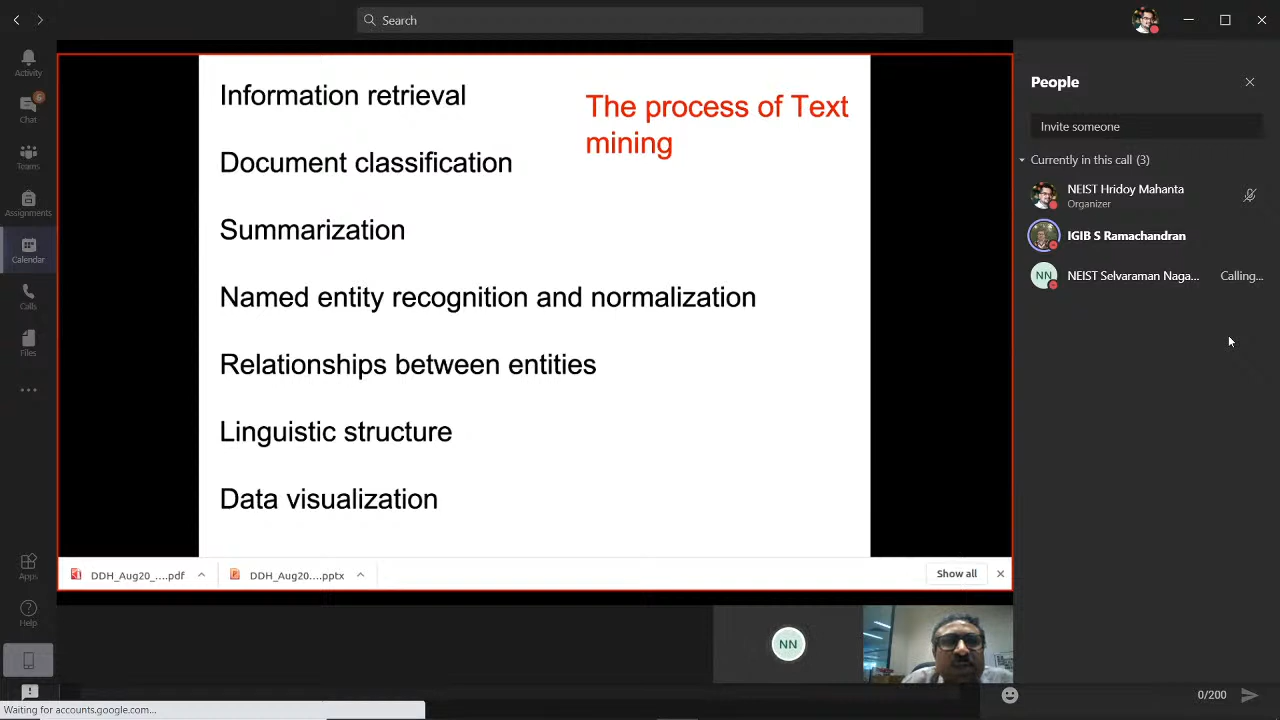 Search
Activity
6
Chat
Teams
Assignments
Calendar
Calls
Files
Apps
Help
Information retrieval
The process of Text
mining
Document classification
Summarization
Named entity recognition and normalization
Relationships between entities
Linguistic structure
Data visualization
DDH_Aug20_....pdf
DDH_Aug20....pptx
Show all
NN
People
Invite someone
Currently in this call (3)
NEIST Hridoy Mahanta
Organizer
IGIB S Ramachandran
NN
NEIST Selvaraman Naga...
Calling...
0/200
Waiting for accounts.google.com...